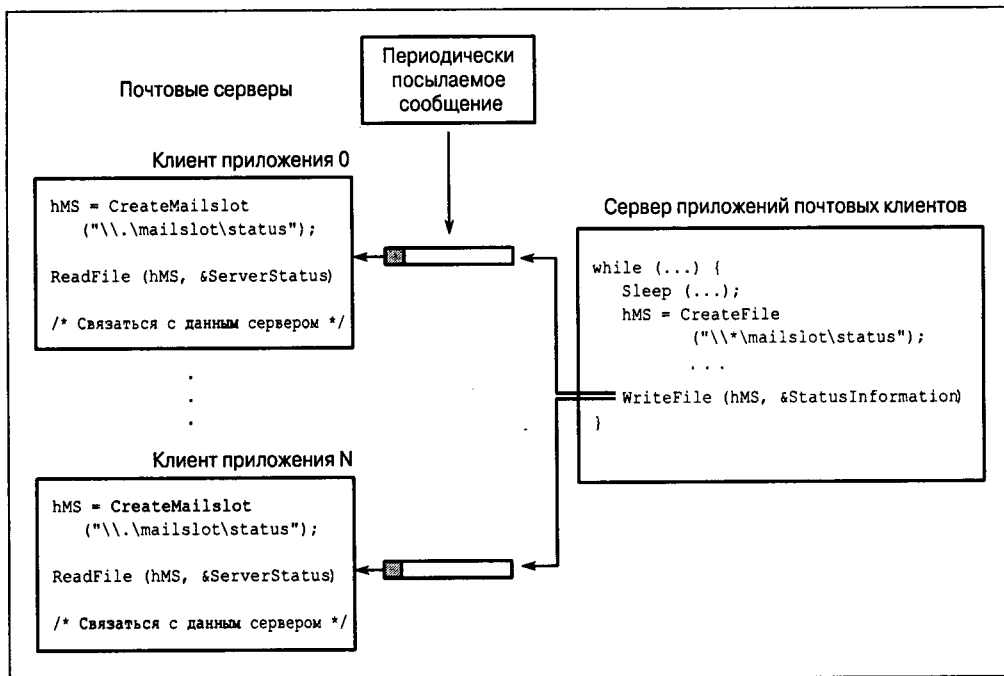 Периодически
посылаемое
сообщение
Почтовые серверы
Клиент приложения 0
hMS = CreateMailslot
("\\.\mailslot\status");
ReadFile (hMS, &ServerStatus)
/* Связаться с данным сервером */
.
.
.
Клиент приложения N
hMS = CreateMailslot
("\\.\mailslot\status");
ReadFile (hMS, &ServerStatus)
/* Связаться с данным сервером */
Сервер приложений почтовых клиентов
while (...) {
Sleep (...);
hMS = CreateFile
("\\*\mailslot\status");
. . .
WriteFile (hMS, &StatusInformation)
}